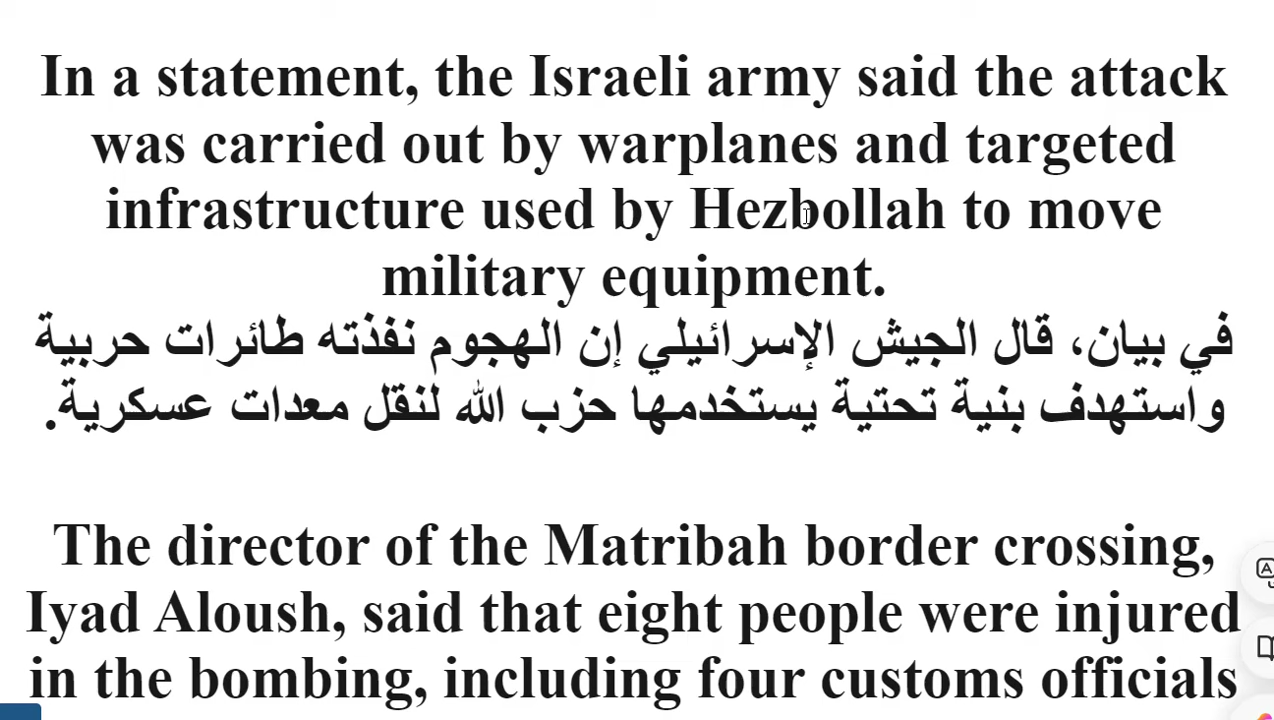 In a statement, the Israeli army said the attack
was carried out by warplanes and targeted
infrastructure used by Hezbollah to move
military equipment.
في بيان، قال الجيش الإسرائيلي إن الهجوم نفذته طائرات حربية
واستهدف بنية تحتية يستخدمها حزب الله لنقل معدات عسكرية.
The director of the Matribah border crossing,
Iyad Aloush, said that eight people were injured
in the bombing, including four customs officials